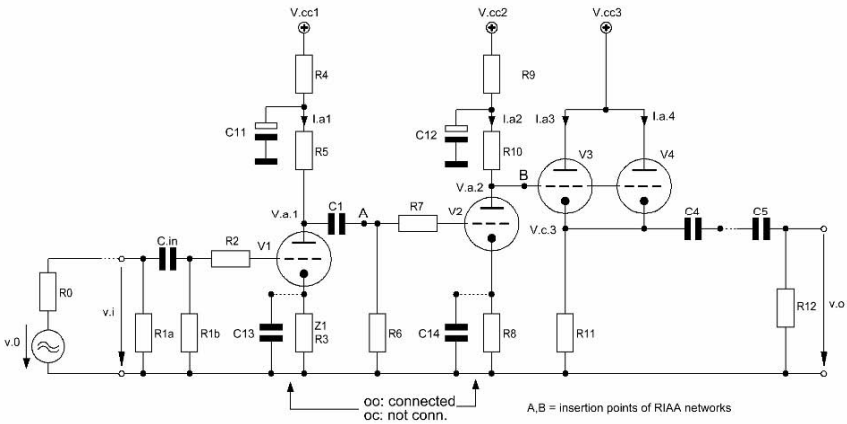 V.cc1
V.cc2
V.cc3
R4
R9
I.a1
I.a2
I.a3
I.a.4
C11
C12
R5
R10
V3
V4
B
V.a.1
C1
A
R7
V.a.2
V2
V.c.3
C4
C5
C.in
R2
V1
R0
v.i
R1a
R1b
C13
Z1
R3
R6
C14
R8
R11
R12
v.o
v.0
oo: connected
oc: not conn.
A,B = insertion points of RIAA networks